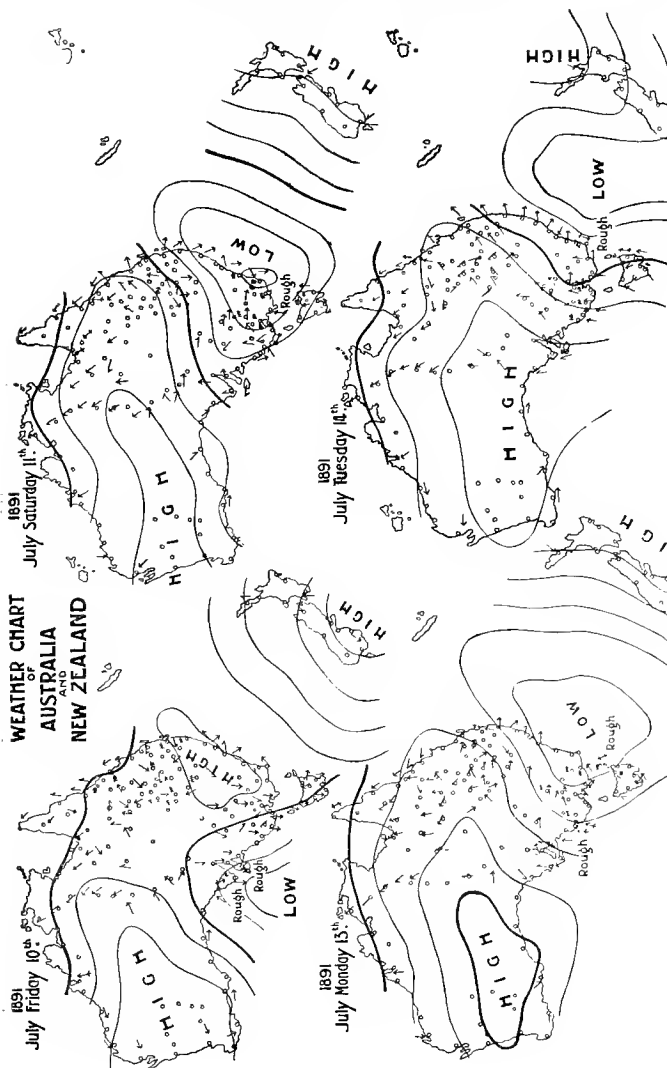 WEATHER CHART
OF
AUSTRALIA
AND
NEW ZEALAND
1891
July Friday 10th.
HIGH
HIGH
Rough
Rough
LOW
HIGH
1891
July Saturday 11th.
HIGH
LOW
Rough
HIGH
1891
July Monday 13th.
HIGH
LOW
Rough
Rough
HIGH
1891
July Tuesday 14th
HIGH
LOW
Rough
HIGH